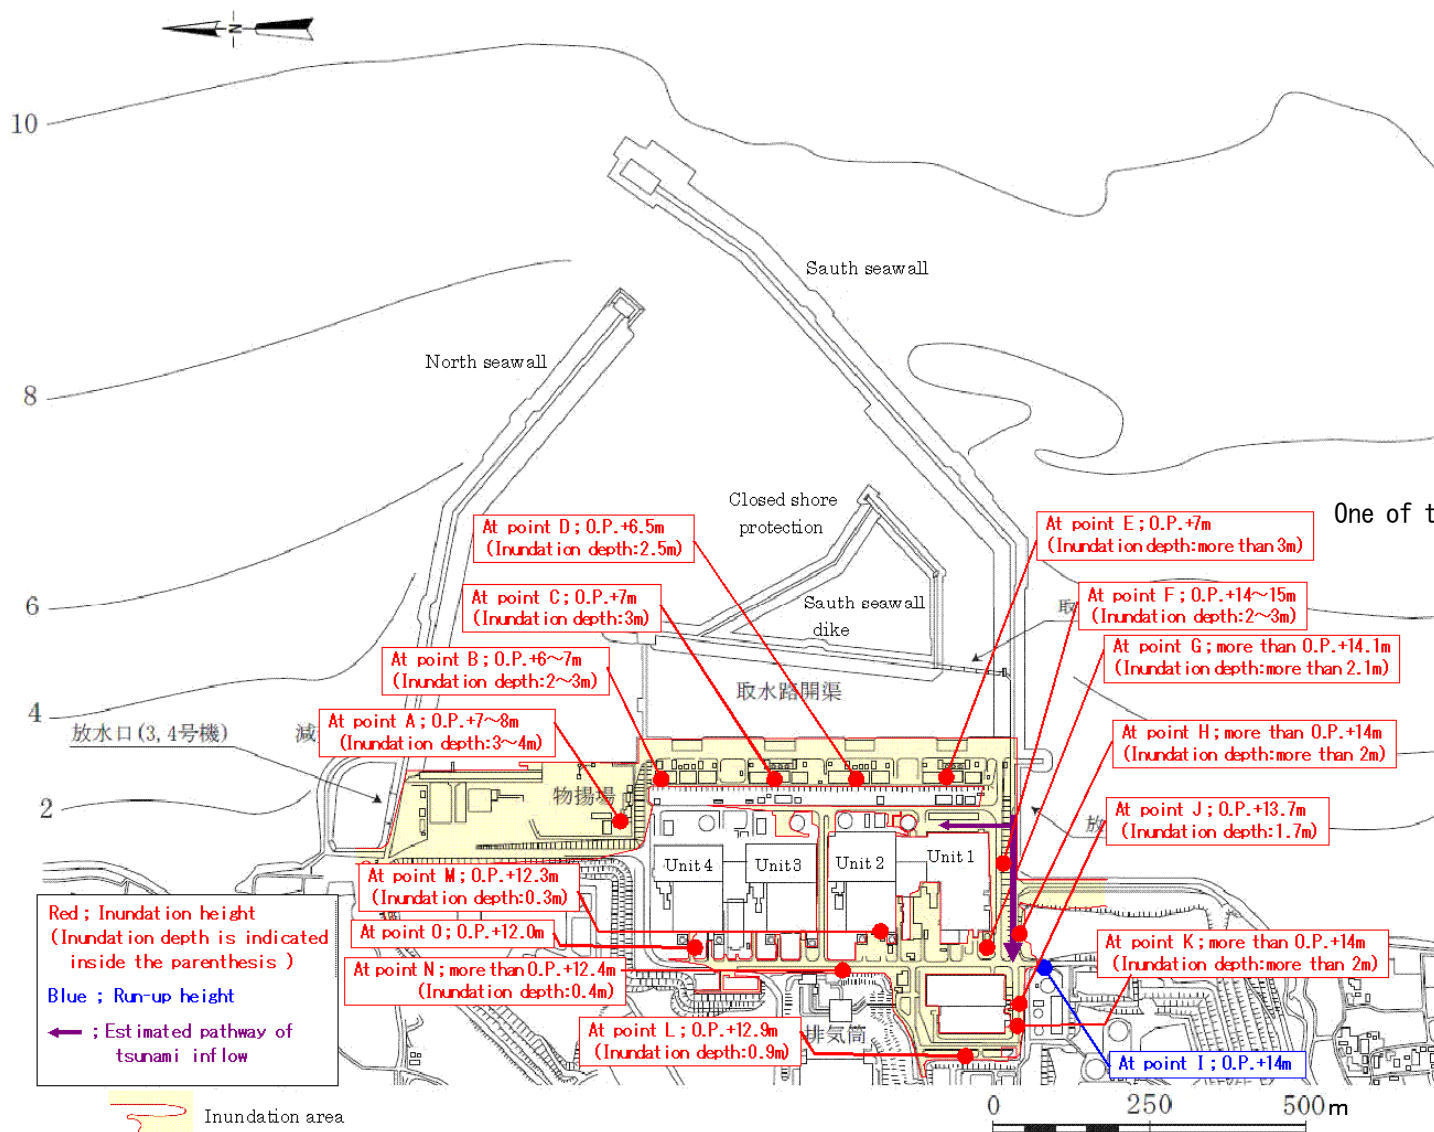 N
10
Sauth seawall
North seawall
8
Closed shore
protection
One of t
At point D ; O.P.+6.5m
(Inundation depth:2.5m)
At point E ; O.P.+7m
(Inundation depth:more than 3m)
At point C ; O.P.+7m
(Inundation depth:3m)
Sauth seawall
dike
6
取
At point F ; O.P.+14～15m
(Inundation depth:2～3m)
At point G ; more than O.P.+14.1m
(Inundation depth:more than 2.1m)
At point B ; O.P.+6～7m
(Inundation depth:2～3m)
取水路開渠
4
放水口(3,4号機)
減
At point A ; O.P.+7～8m
(Inundation depth:3～4m)
At point H ; more than O.P.+14m
(Inundation depth:more than 2m)
2
物揚場
放
At point J ; O.P.+13.7m
(Inundation depth:1.7m)
Unit 4
Unit 3
Unit 2
Unit 1
At point M ; O.P.+12.3m
(Inundation depth:0.3m)
At point O ; O.P.+12.0m
At point K ; more than O.P.+14m
(Inundation depth:more than 2m)
At point N ; more than O.P.+12.4m
(Inundation depth:0.4m)
排気筒
At point L ; O.P.+12.9m
(Inundation depth:0.9m)
At point I ; O.P.+14m
Red ; Inundation height
(Inundation depth is indicated
inside the parenthesis )
Blue ; Run-up height
; Estimated pathway of
tsunami inflow
Inundation area
0 250 500m